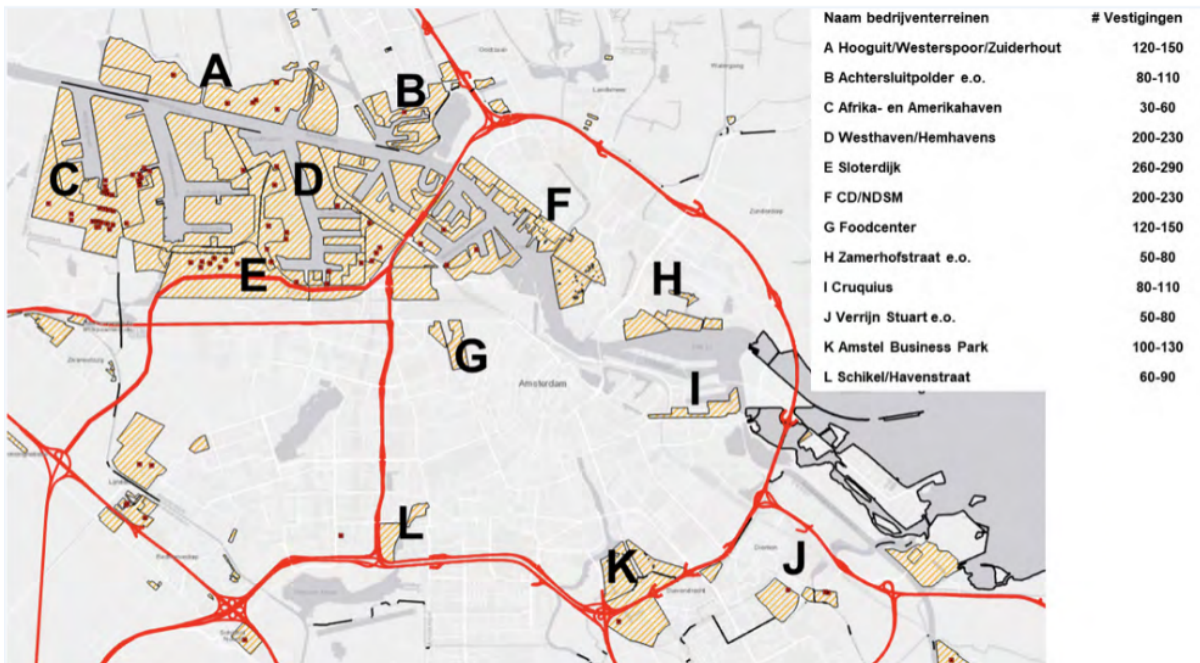 Naam bedrijventerreinen # Vestigingen
A Hooguit/Westerspoor/Zuiderhout 120-150
B Achtersluitpolder e.o. 80-110
C Afrika- en Amerikahaven 30-60
D Westhaven/Hemhavens 200-230
E Sloterdijk 260-290
F CD/NDSM 200-230
G Foodcenter 120-150
H Zamerhofstraat e.o. 50-80
I Cruquius 80-110
J Verrijn Stuart e.o. 50-80
K Amstel Business Park 100-130
L Schikel/Havenstraat 60-90
A
B
C
D
E
F
G
H
I
J
K
L
Amsterdam